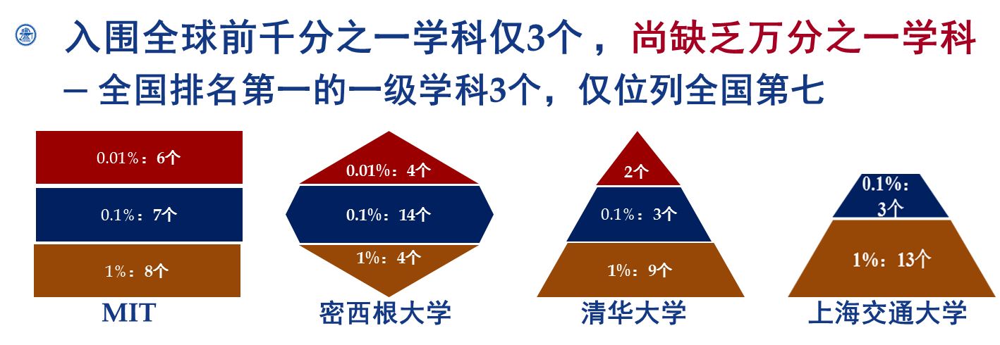 入围全球前千分之一学科仅3个，尚缺乏万分之一学科
– 全国排名第一的一级学科3个，仅位列全国第七
0.01%：6个
0.1%：7个
1%：8个
MIT
0.01%：4个
0.1%：14个
1%：4个
密西根大学
2个
0.1%：3个
1%：9个
清华大学
0.1%：
3个
1%：13个
上海交通大学